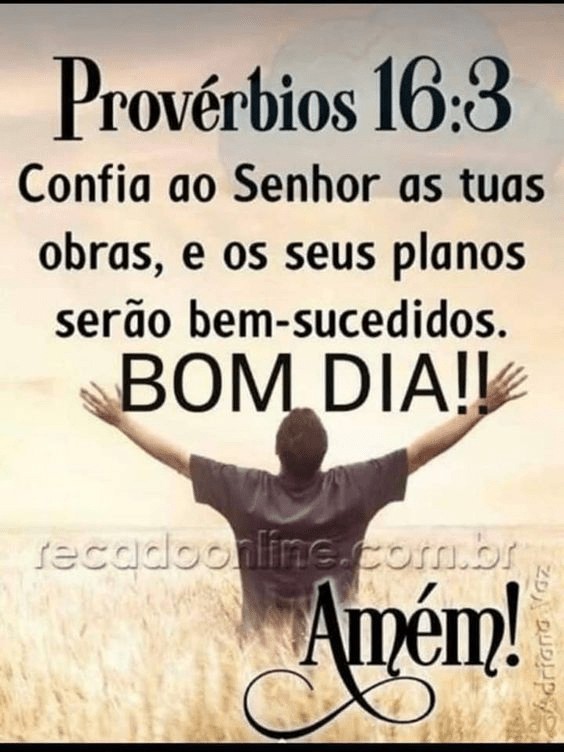 Provérbios 16:3
Confia ao Senhor as tuas
obras, e os seus planos
serão bem-sucedidos.
BOM DIA!!
recadoonline.com.br
Amém!
Adriana Vaz